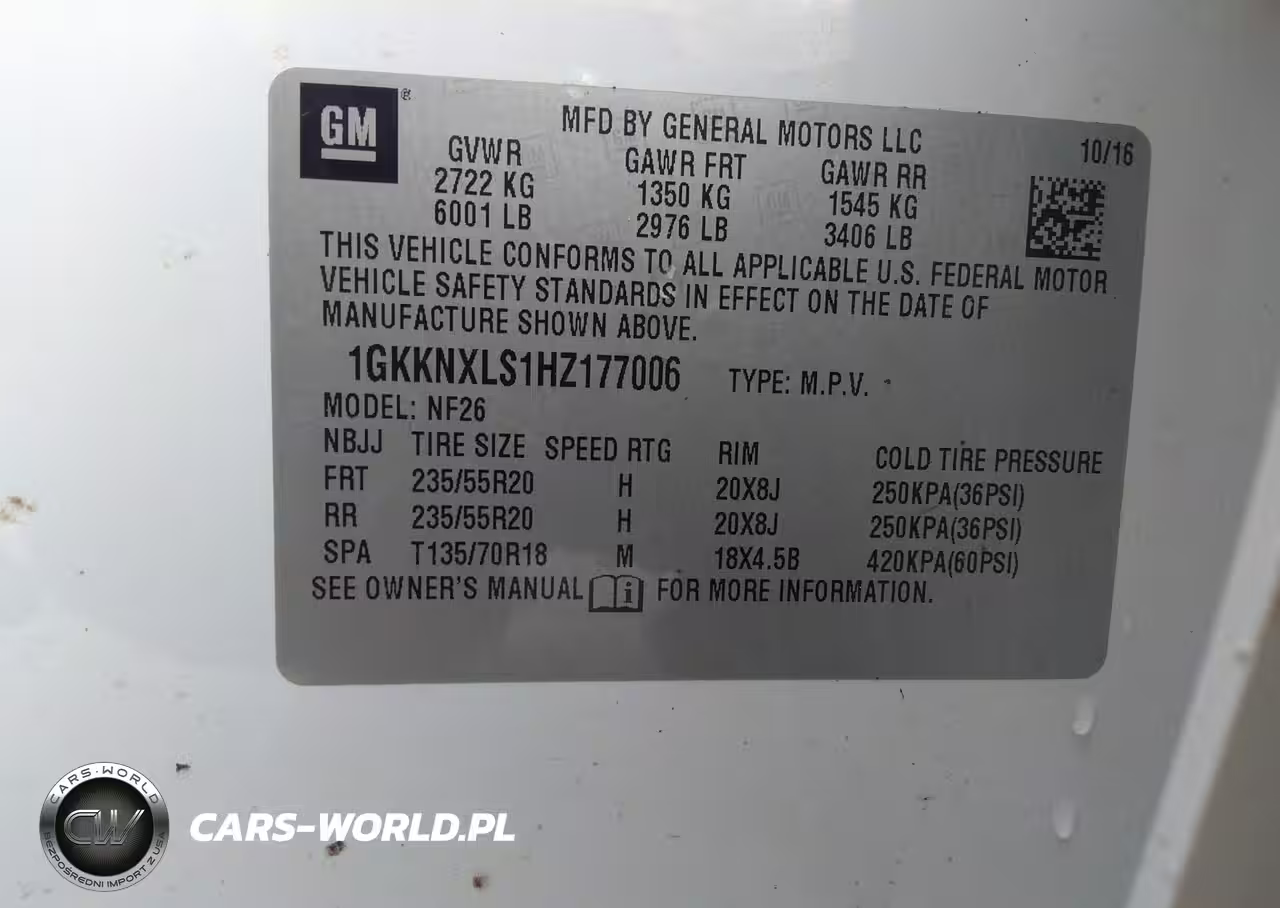 GM®
MFD BY GENERAL MOTORS LLC
10/16
GVWR GAWR FRT GAWR RR
2722 KG 1350 KG 1545 KG
6001 LB 2976 LB 3406 LB
THIS VEHICLE CONFORMS TO ALL APPLICABLE U.S. FEDERAL MOTOR
VEHICLE SAFETY STANDARDS IN EFFECT ON THE DATE OF
MANUFACTURE SHOWN ABOVE.
1GKKNXLS1HZ177006 TYPE: M.P.V.
MODEL: NF26
NBJJ TIRE SIZE SPEED RTG RIM COLD TIRE PRESSURE
FRT 235/55R20 H 20X8J 250KPA(36PSI)
RR 235/55R20 H 20X8J 250KPA(36PSI)
SPA T135/70R18 M 18X4.5B 420KPA(60PSI)
SEE OWNER'S MANUAL i FOR MORE INFORMATION.
CARS-WORLD
CW
BEZPOŚREDNI IMPORT Z USA
CARS-WORLD.PL